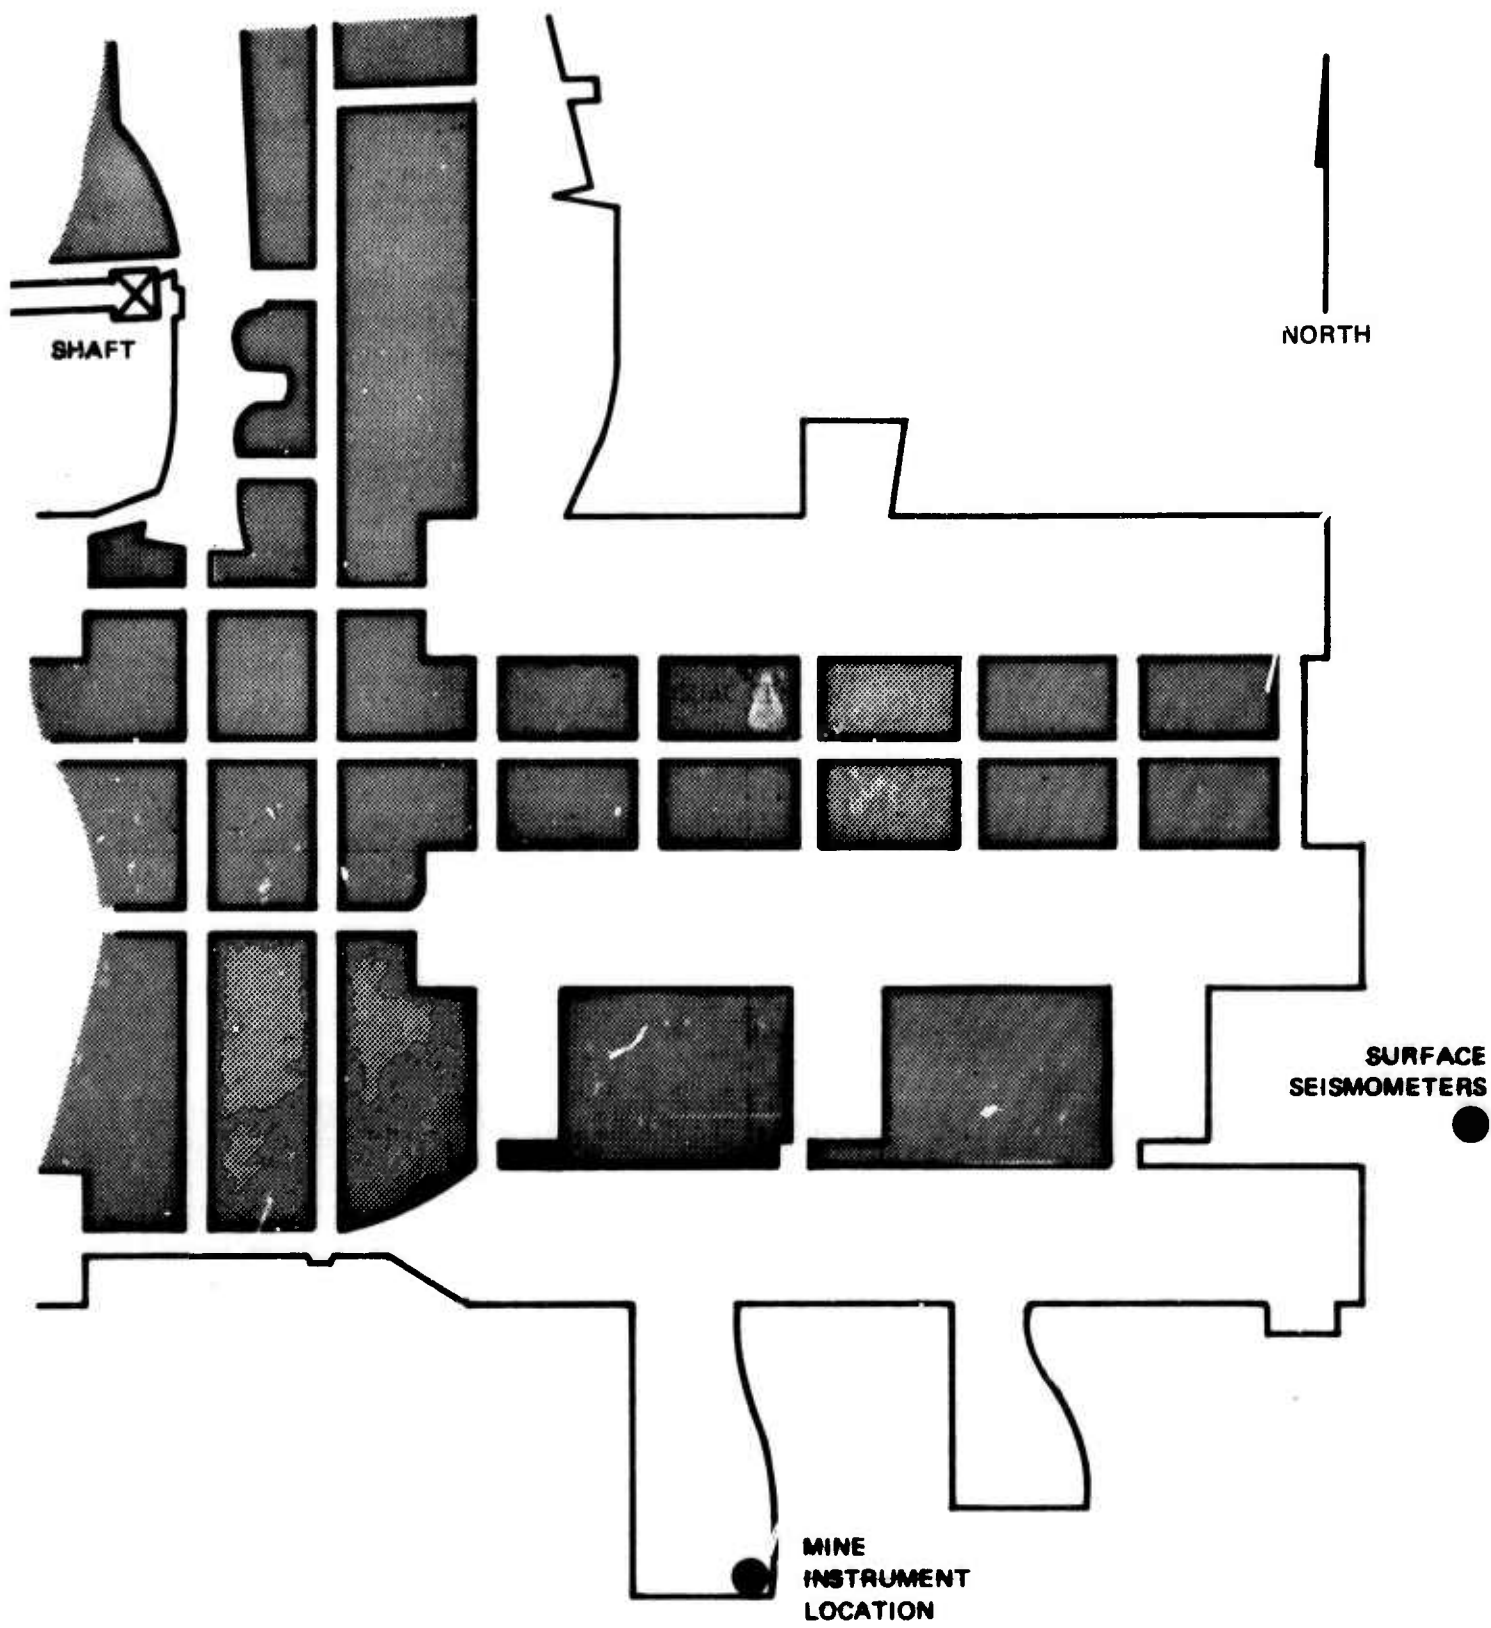 SHAFT
NORTH
SURFACE
SEISMOMETERS
MINE
INSTRUMENT
LOCATION